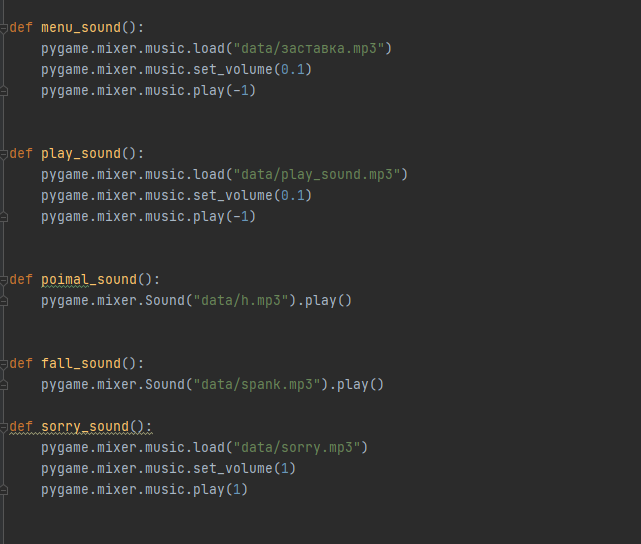 def menu_sound():
    pygame.mixer.music.load("data/заставка.mp3")
    pygame.mixer.music.set_volume(0.1)
    pygame.mixer.music.play(-1)
def play_sound():
    pygame.mixer.music.load("data/play_sound.mp3")
    pygame.mixer.music.set_volume(0.1)
    pygame.mixer.music.play(-1)
def poimal_sound():
    pygame.mixer.Sound("data/h.mp3").play()
def fall_sound():
    pygame.mixer.Sound("data/spank.mp3").play()
def sorry_sound():
    pygame.mixer.music.load("data/sorry.mp3")
    pygame.mixer.music.set_volume(1)
    pygame.mixer.music.play(1)